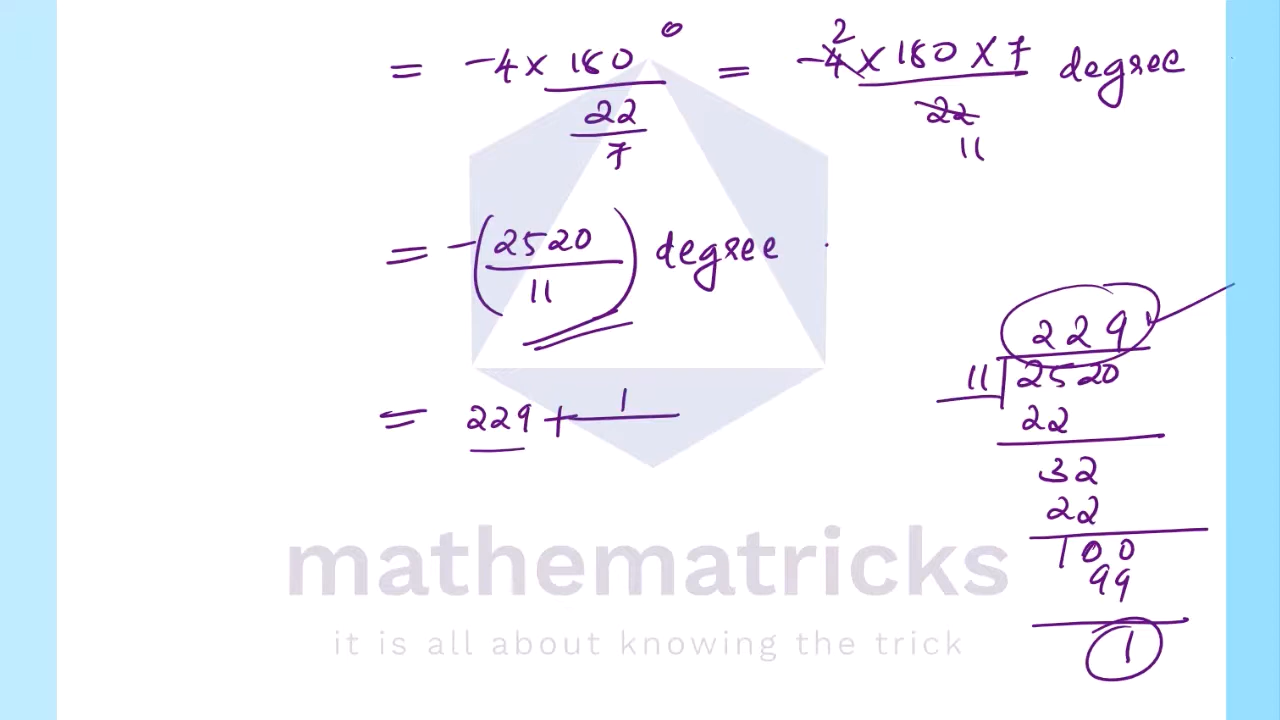 = -4 × 180° / 22/7 = -4 2 × 180 × 7 / 22 11 degree
= -(2520/11) degree
= 229 + 1/
229
11 2520
22
32
22
100
99
1
mathematricks
it is all about knowing the trick